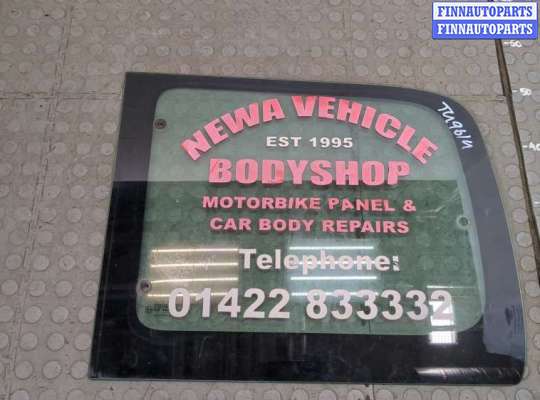 FINNAUTOPARTS
FINNAUTOPARTS
NEWA VEHICLE
EST 1995
BODYSHOP
MOTORBIKE PANEL &
CAR BODY REPAIRS
Telephone:
01422 833332